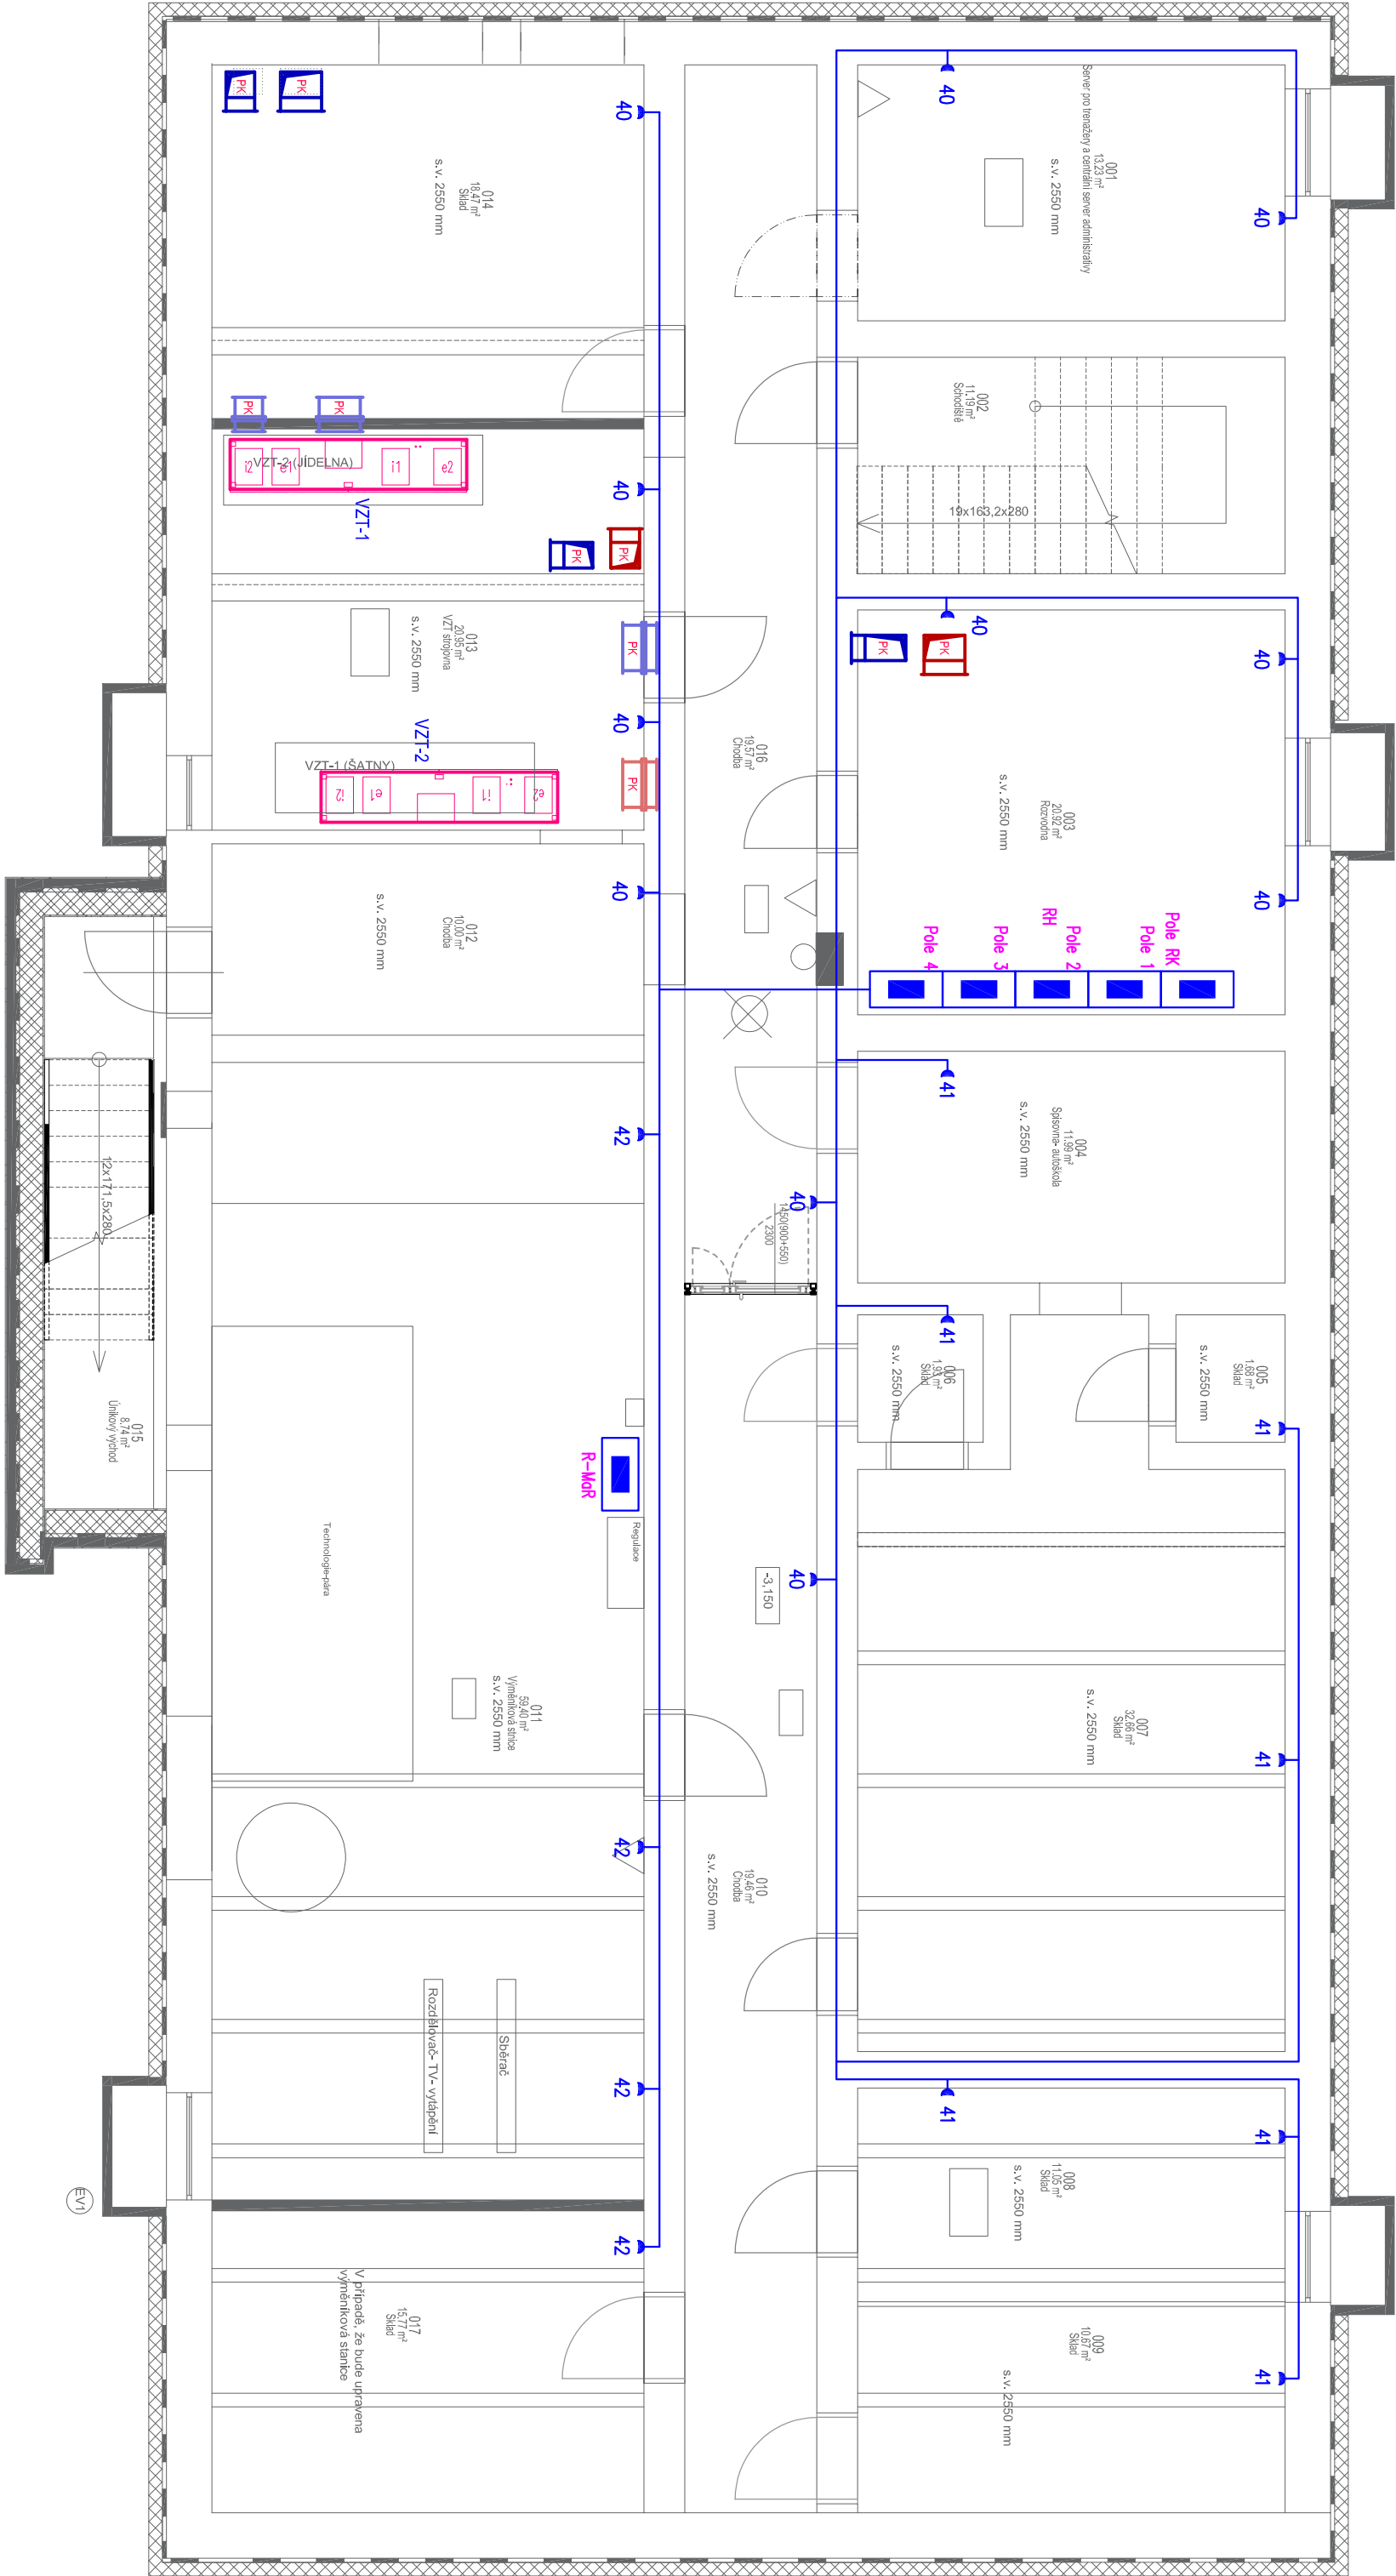 Server pro trenažery a centrální server administrativy
13.23 m²
001
s.v. 2550 mm
40
40
40
PK
PK
014
18.47 m²
Sklad
s.v. 2550 mm
002
11.19 m²
Schodiště
19x163,2x280
PK
PK
VZT-2 (JÍDELNA)
i2
e1
i1
e2
VZT-1
40
PK
PK
40
40
PK
PK
013
20.95 m²
VZT strojovna
s.v. 2550 mm
PK
40
VZT-2
VZT-1 (ŠATNY)
i2
e1
i1
e2
PK
016
19.57 m²
Chodba
003
20.92 m²
Rozvodna
s.v. 2550 mm
40
40
012
10.00 m²
Chodba
s.v. 2550 mm
Pole 4
Pole 3
RH
Pole 2
Pole 1
Pole RK
41
42
004
11.99 m²
Spisovna- autoškola
s.v. 2550 mm
40
1450(900+550)
2300
12x171,5x280
41
006
1.93 m²
Sklad
s.v. 2550 mm
005
1.68 m²
Sklad
s.v. 2550 mm
41
015
8.74 m²
Únikový východ
R-MaR
Regulace
Technologie-pára
40
-3,150
011
59.40 m²
Výměníková stnice
s.v. 2550 mm
007
32.66 m²
Sklad
s.v. 2550 mm
41
42
010
19.46 m²
Chodba
s.v. 2550 mm
Sběrač
Rozdělovač- TV- vytápění
42
41
41
008
11.05 m²
Sklad
s.v. 2550 mm
EV1
42
017
15.77 m²
Sklad
V případě, že bude upravena
výměníková stanice
009
10.67 m²
Sklad
s.v. 2550 mm
41